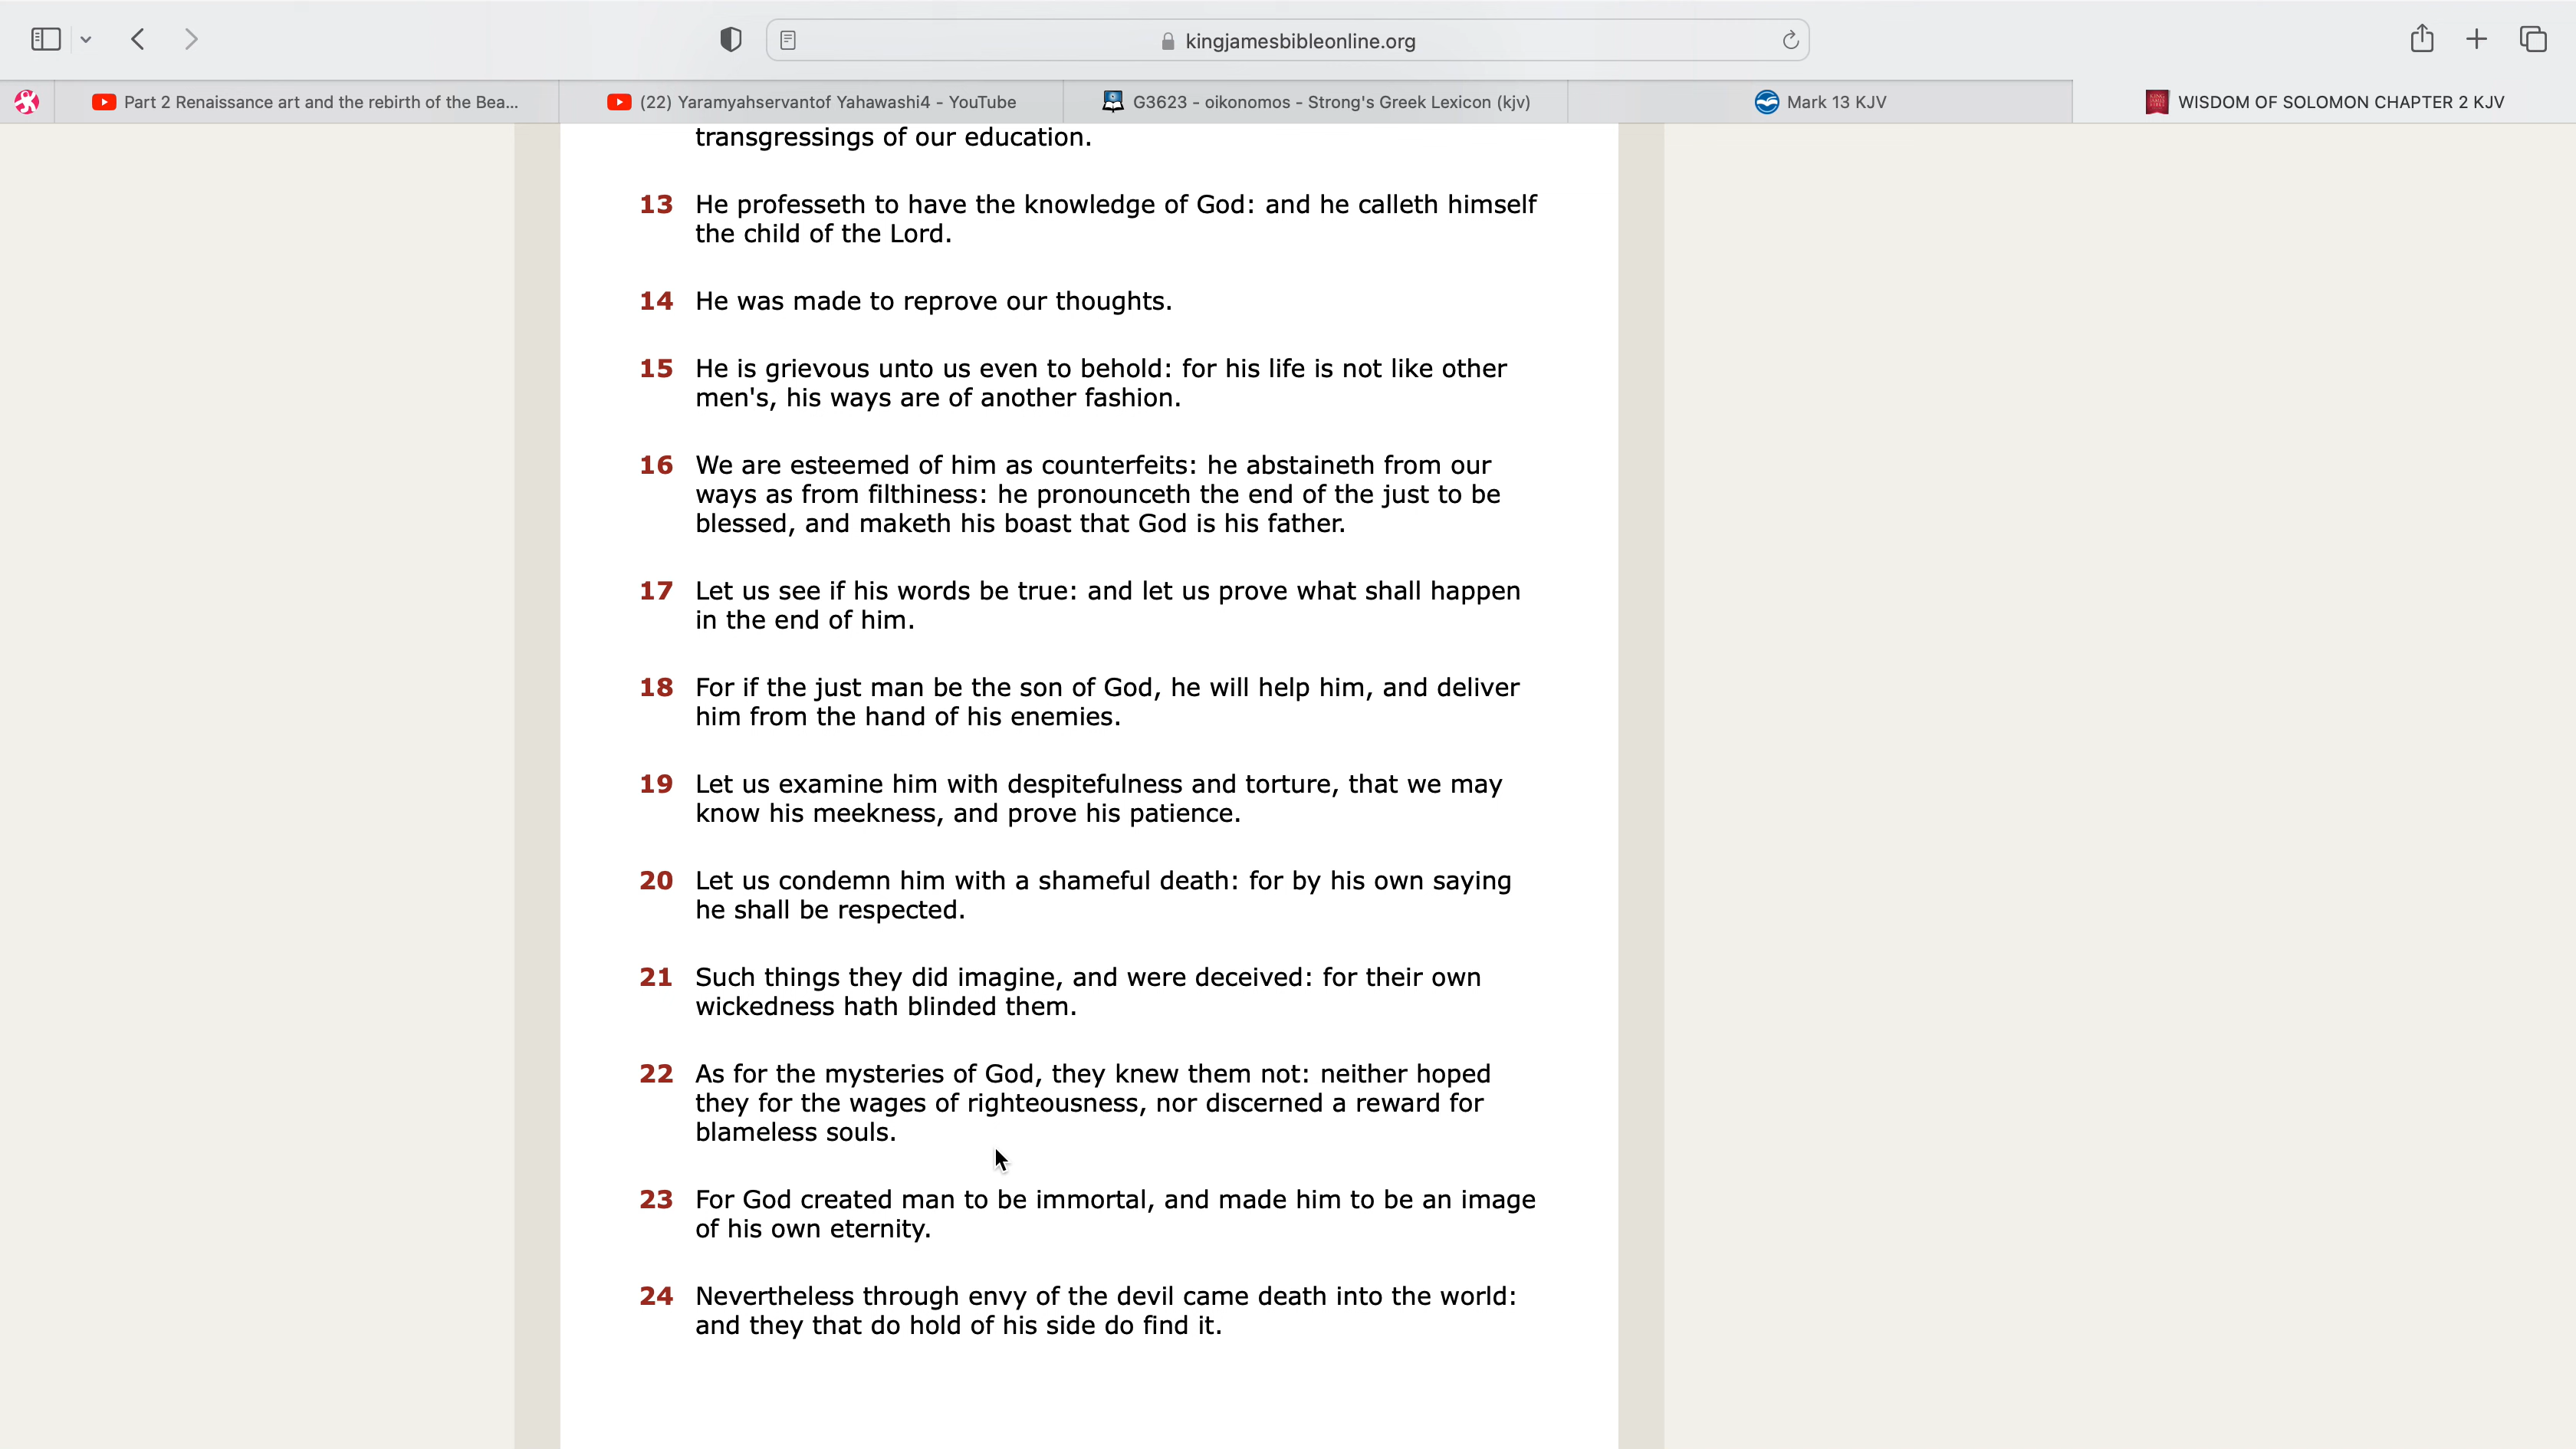 kingjamesbibleonline.org
Part 2 Renaissance art and the rebirth of the Bea...
(22) Yaramyahservantof Yahawashi4 - YouTube
G3623 - oikonomos - Strong's Greek Lexicon (kjv)
Mark 13 KJV
WISDOM OF SOLOMON CHAPTER 2 KJV
transgressings of our education.
13 He professeth to have the knowledge of God: and he calleth himself
the child of the Lord.
14 He was made to reprove our thoughts.
15 He is grievous unto us even to behold: for his life is not like other
men's, his ways are of another fashion.
16 We are esteemed of him as counterfeits: he abstaineth from our
ways as from filthiness: he pronounceth the end of the just to be
blessed, and maketh his boast that God is his father.
17 Let us see if his words be true: and let us prove what shall happen
in the end of him.
18 For if the just man be the son of God, he will help him, and deliver
him from the hand of his enemies.
19 Let us examine him with despitefulness and torture, that we may
know his meekness, and prove his patience.
20 Let us condemn him with a shameful death: for by his own saying
he shall be respected.
21 Such things they did imagine, and were deceived: for their own
wickedness hath blinded them.
22 As for the mysteries of God, they knew them not: neither hoped
they for the wages of righteousness, nor discerned a reward for
blameless souls.
23 For God created man to be immortal, and made him to be an image
of his own eternity.
24 Nevertheless through envy of the devil came death into the world:
and they that do hold of his side do find it.